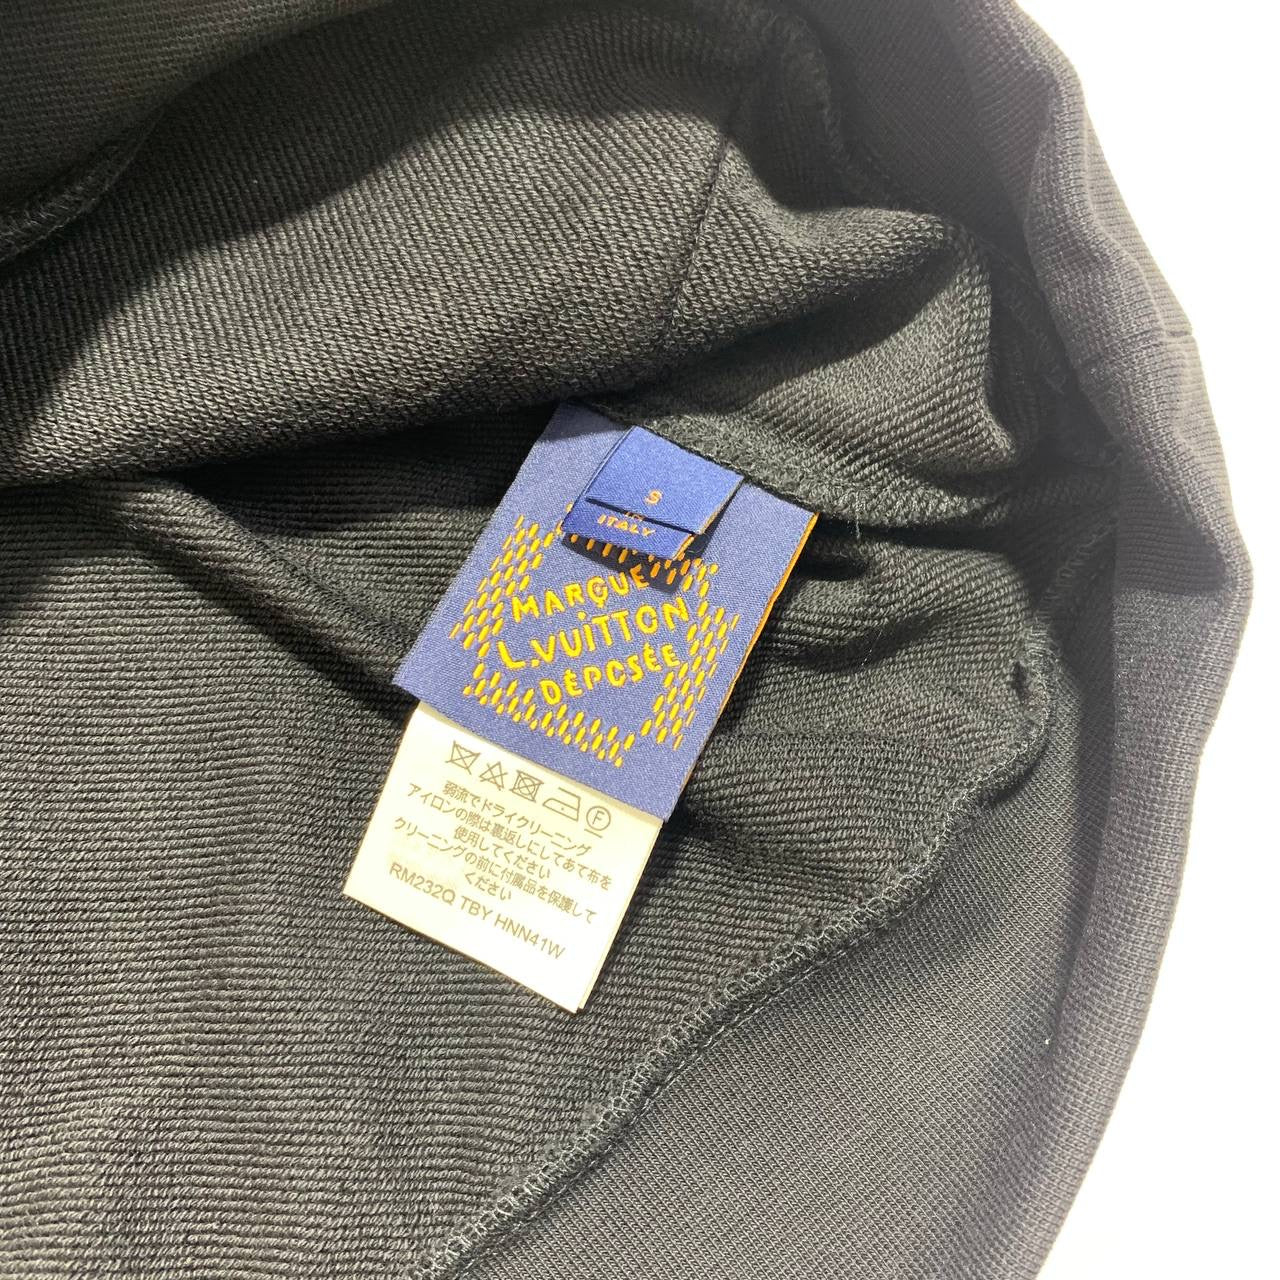 S
ITALY
MARQUE
L.VUITTON
DÉPOSÉE
F
弱流でドライクリーニング
アイロンの際は裏返しにしてあて布を
使用してください
クリーニングの前に付属品を保護して
ください
RM232Q TBY HNN41W